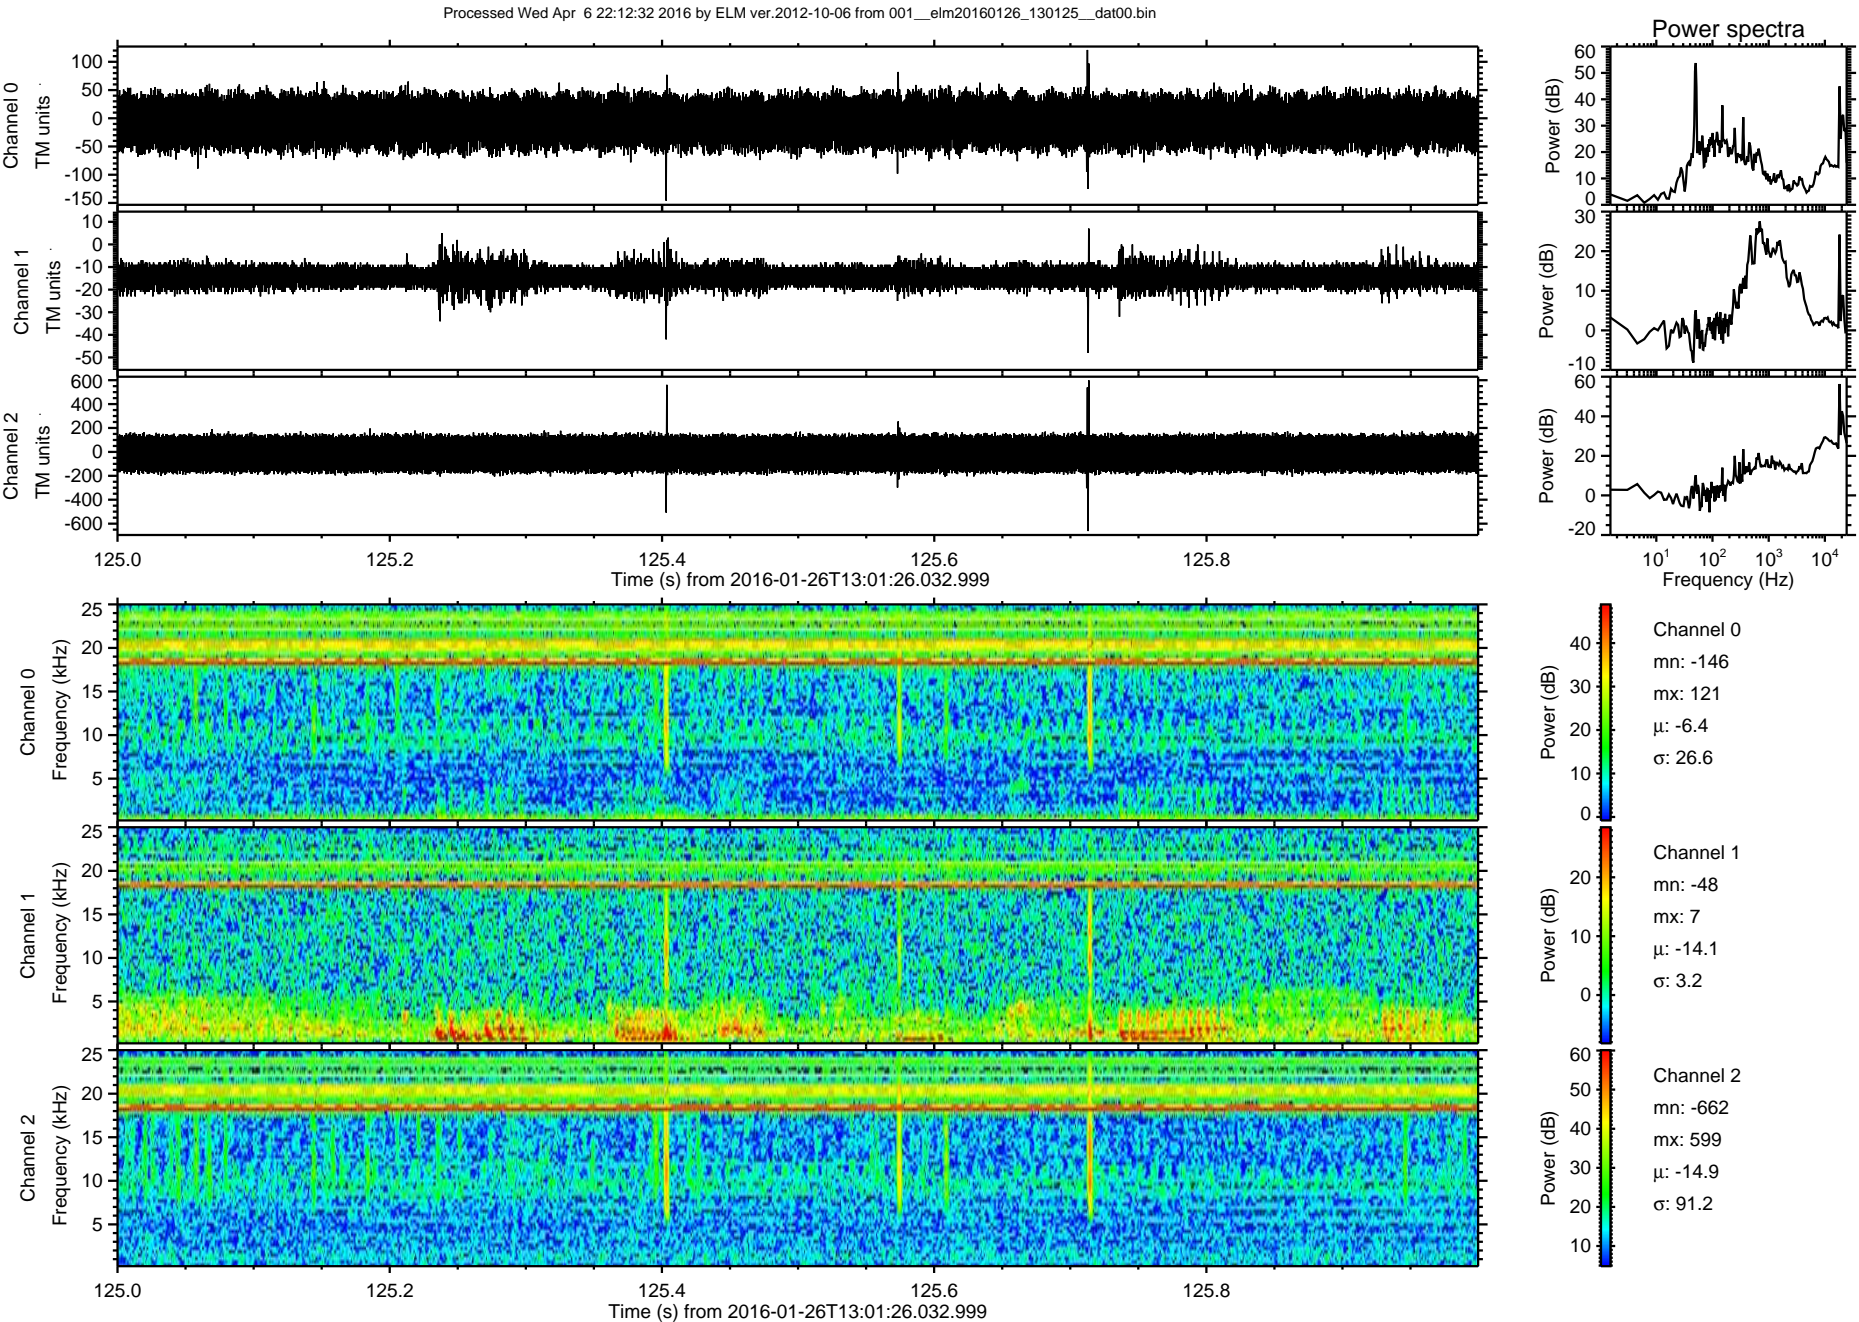 Processed Wed Apr  6 22:12:32 2016 by ELM ver.2012-10-06 from 001__elm20160126_130125__dat00.bin
Power spectra
Channel 0
TM units
100
50
0
-50
-100
-150
Power (dB)
60
50
40
30
20
10
0
Channel 1
TM units
10
0
-10
-20
-30
-40
-50
Power (dB)
30
20
10
0
-10
Channel 2
TM units
600
400
200
0
-200
-400
-600
Power (dB)
60
40
20
0
-20
125.0 125.2 125.4 125.6 125.8
Time (s) from 2016-01-26T13:01:26.032.999
10^1 10^2 10^3 10^4
Frequency (Hz)
Channel 0
Frequency (kHz)
25
20
15
10
5
Power (dB)
40
30
20
10
0
Channel 0
mn: -146
mx: 121
μ: -6.4
σ: 26.6
Channel 1
Frequency (kHz)
25
20
15
10
5
Power (dB)
20
10
0
Channel 1
mn: -48
mx: 7
μ: -14.1
σ: 3.2
Channel 2
Frequency (kHz)
25
20
15
10
5
Power (dB)
60
50
40
30
20
10
Channel 2
mn: -662
mx: 599
μ: -14.9
σ: 91.2
125.0 125.2 125.4 125.6 125.8
Time (s) from 2016-01-26T13:01:26.032.999